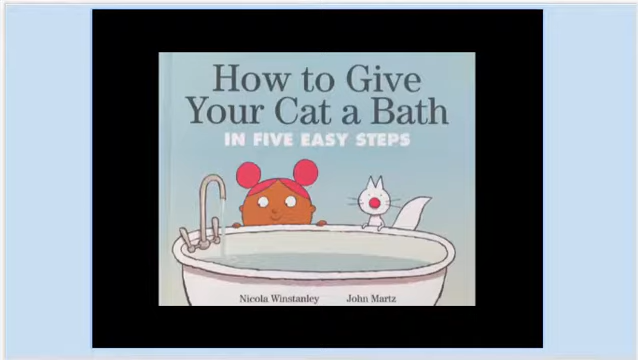 How to Give
Your Cat a Bath
IN FIVE EASY STEPS
Nicola Winstanley John Martz